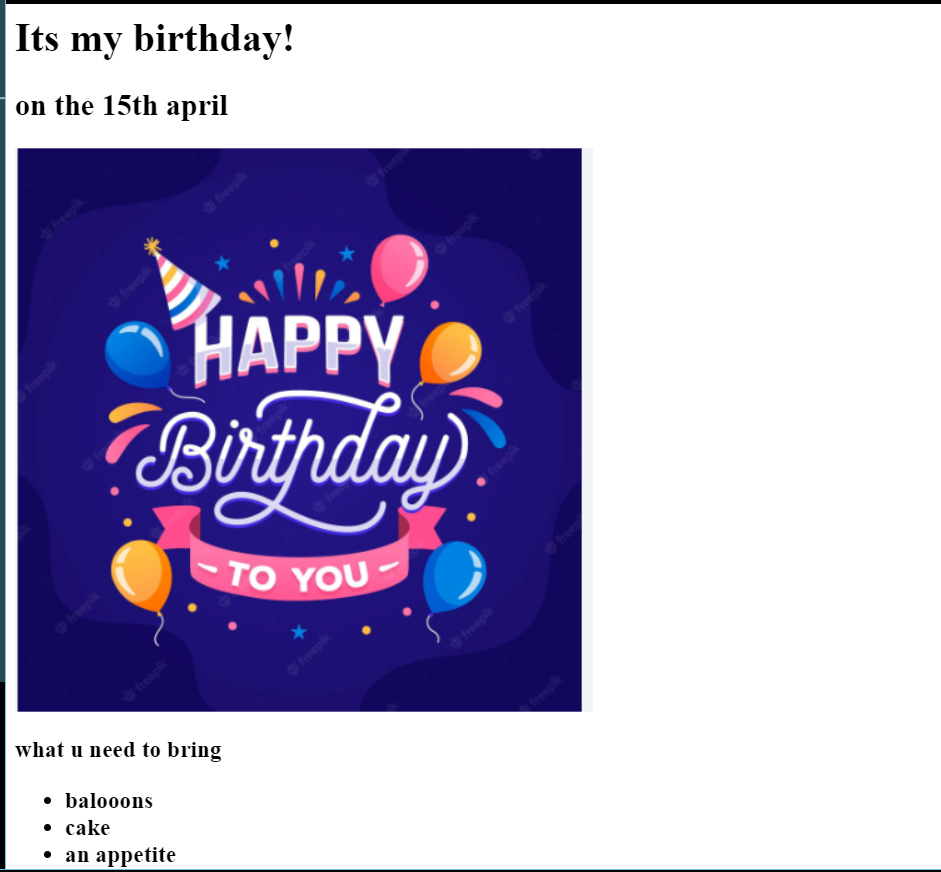 Its my birthday!
on the 15th april
HAPPY
Birthday
- TO YOU -
what u need to bring
• balooons
• cake
• an appetite